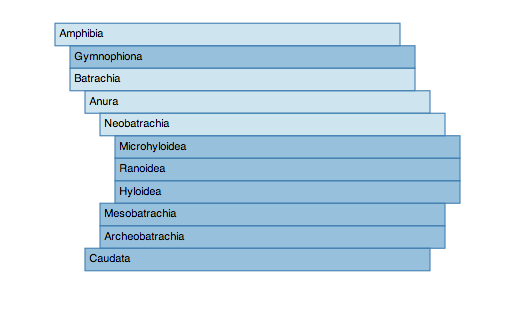 Amphibia
Gymnophiona
Batrachia
Anura
Neobatrachia
Microhyloidea
Ranoidea
Hyloidea
Mesobatrachia
Archeobatrachia
Caudata